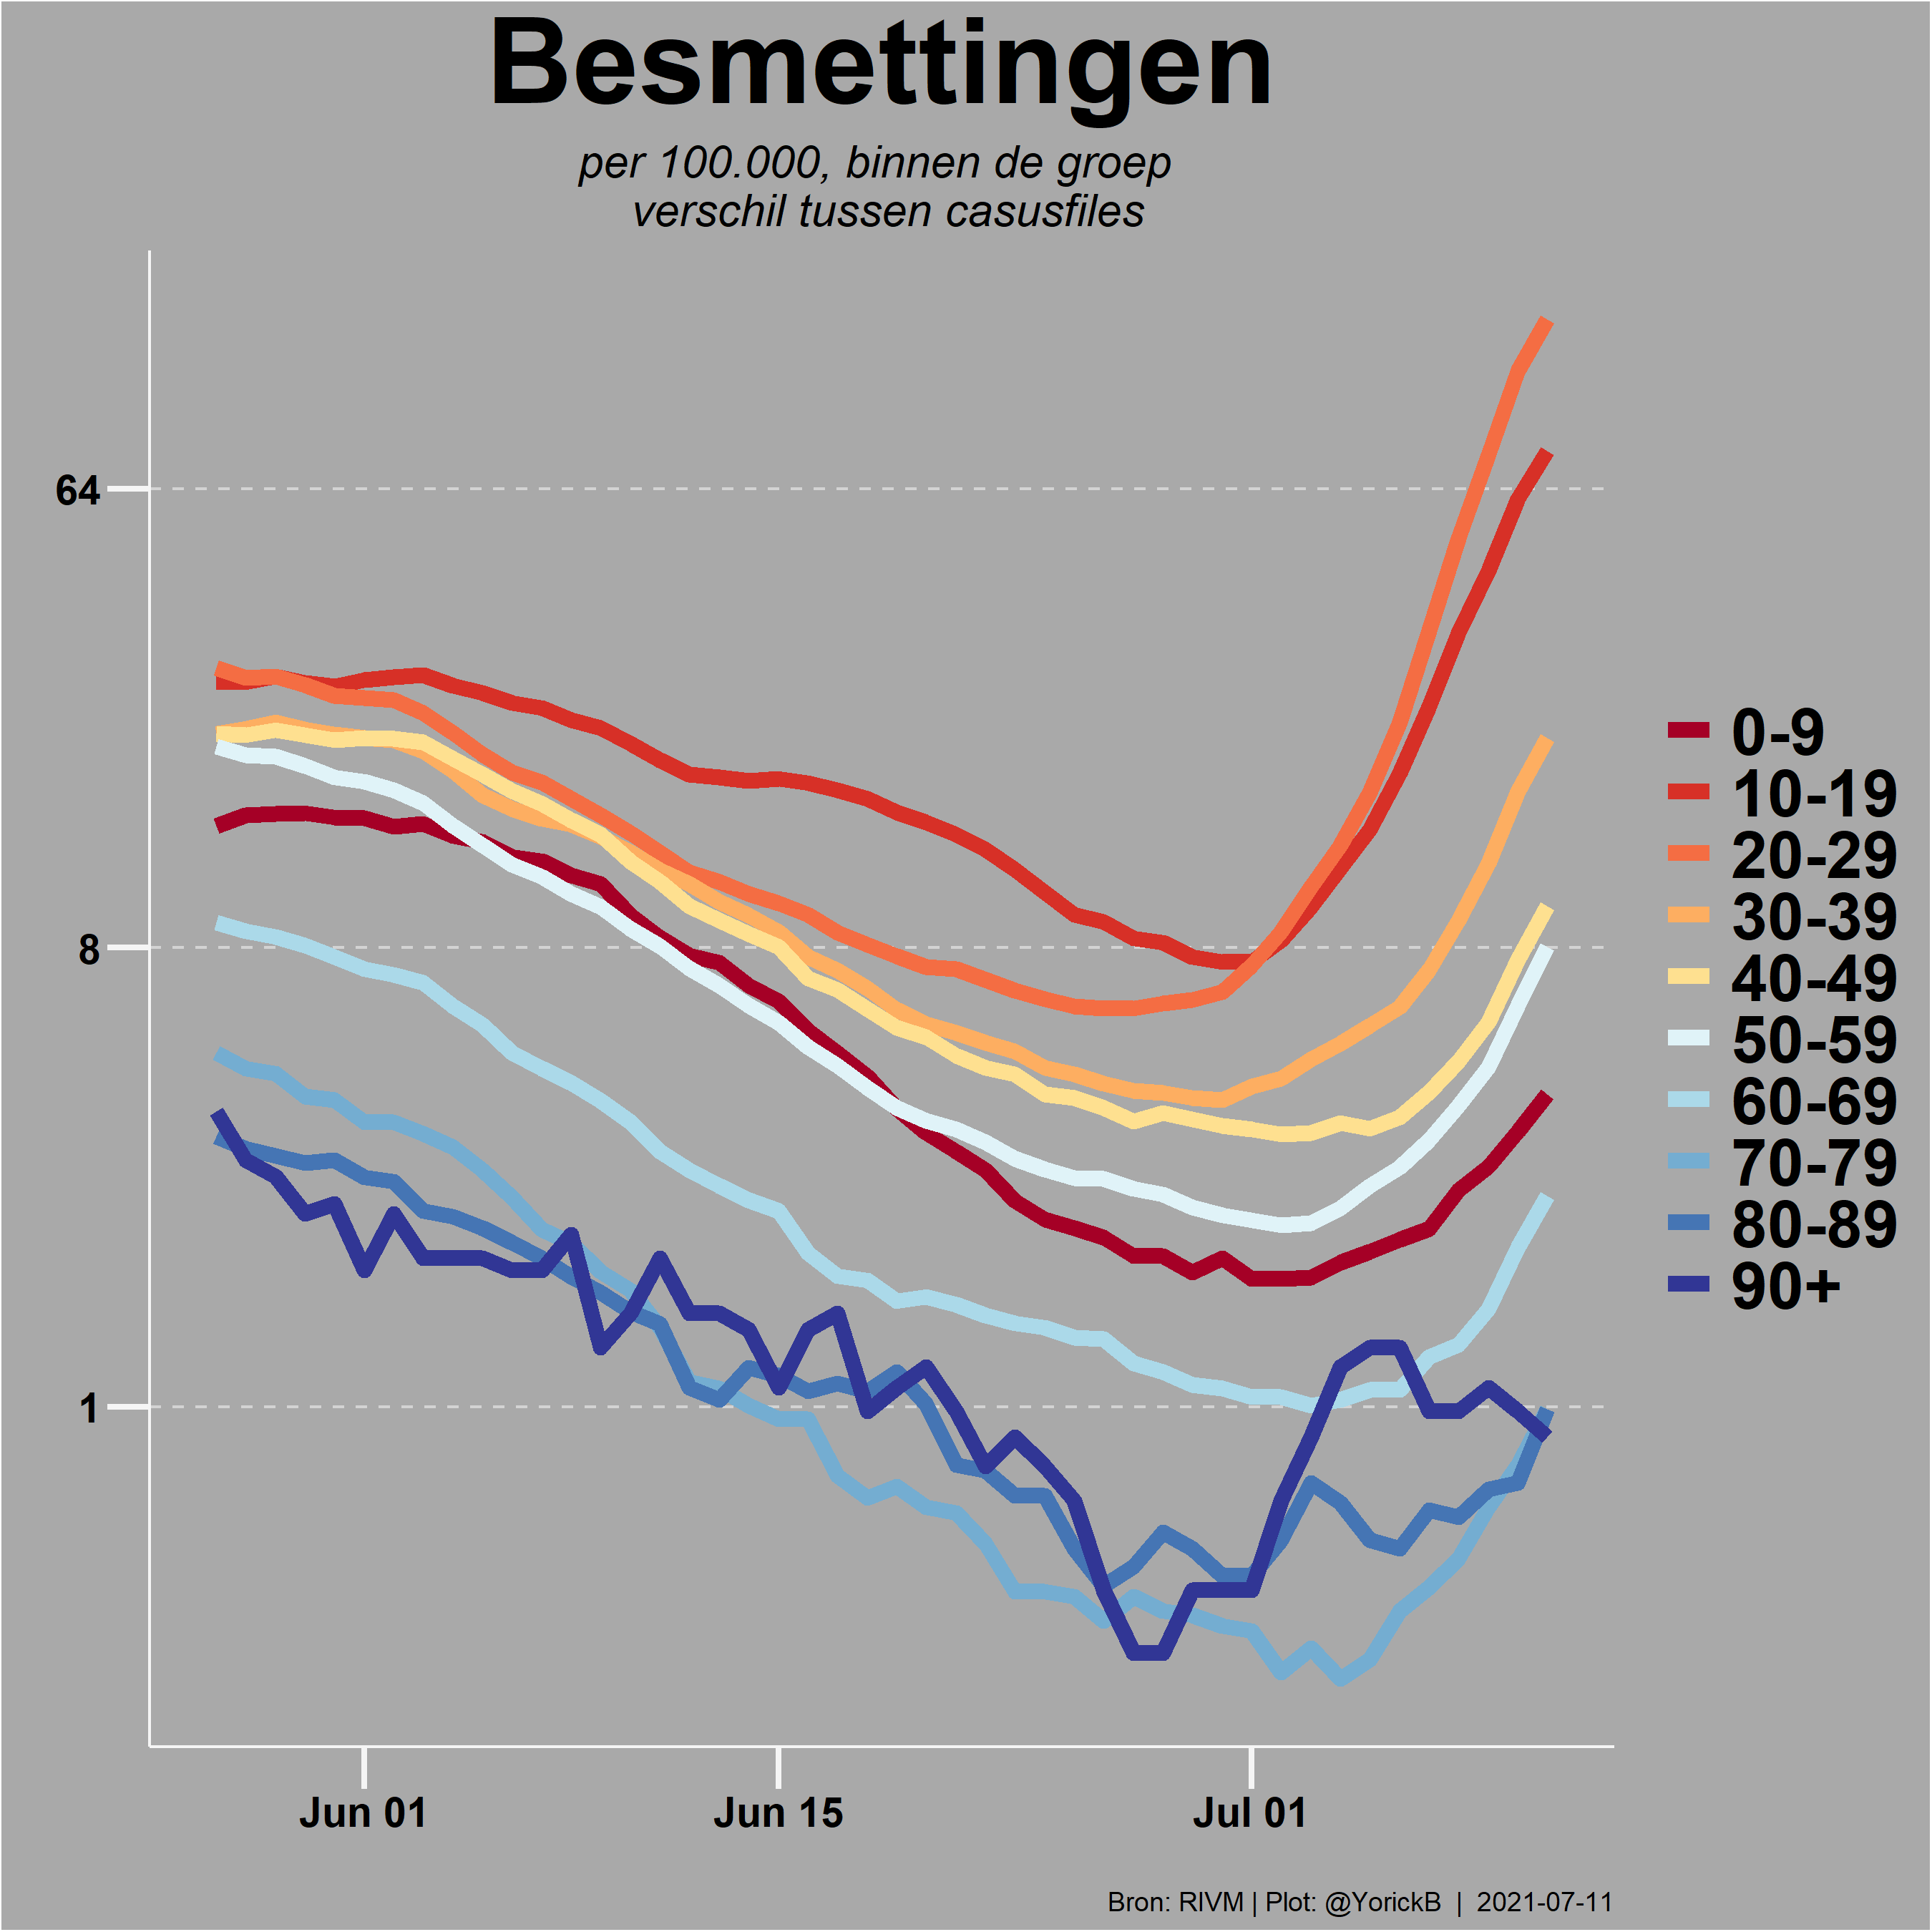 Besmettingen
per 100.000, binnen de groep
verschil tussen casusfiles
64
8
1
Jun 01
Jun 15
Jul 01
0-9
10-19
20-29
30-39
40-49
50-59
60-69
70-79
80-89
90+
Bron: RIVM | Plot: @YorickB | 2021-07-11